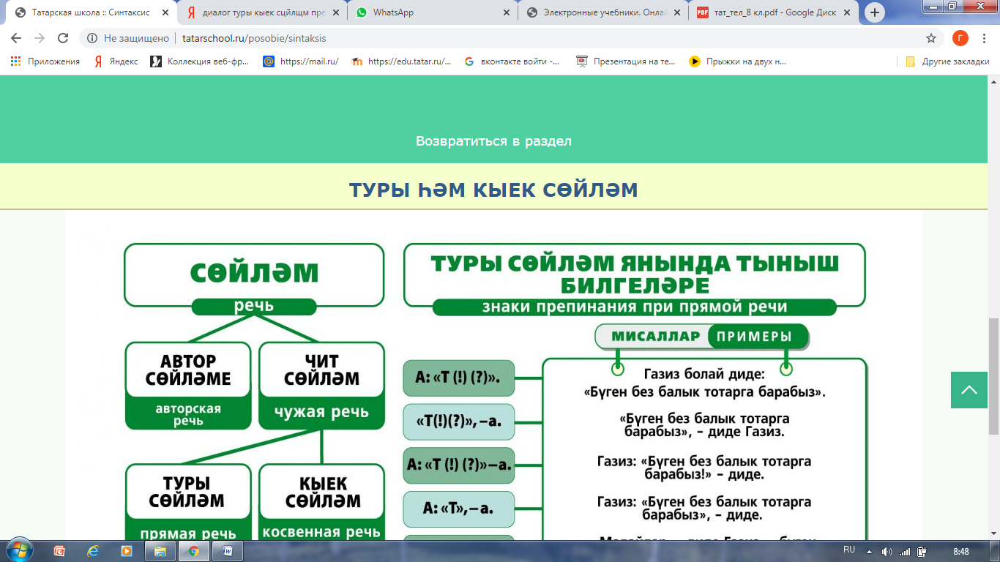 Татарская школа :: Синтаксис
диалог туры кыек сцйлщм пре
WhatsApp
Электронные учебники. Онлай
тат_тел_8 кл.pdf - Google Диск
Не защищено
tatarschool.ru/posobie/sintaksis
Г
Приложения
Яндекс
Коллекция веб-фр...
https://mail.ru/
https://edu.tatar.ru/...
вконтакте войти -...
Презентация на те...
Прыжки на двух н...
Другие закладки
Возвратиться в раздел
ТУРЫ ҺӘМ КЫЕК СӨЙЛӘМ
СӨЙЛӘМ
речь
АВТОР
СӨЙЛӘМЕ
авторская
речь
ЧИТ
СӨЙЛӘМ
чужая речь
ТУРЫ
СӨЙЛӘМ
прямая речь
КЫЕК
СӨЙЛӘМ
косвенная речь
ТУРЫ СӨЙЛӘМ ЯНЫНДА ТЫНЫШ
БИЛГЕЛӘРЕ
знаки препинания при прямой речи
МИСАЛЛАР ПРИМЕРЫ
А: «Т (!) (?)».
Газиз болай диде:
«Бүген без балык тотарга барабыз».
«Т(!)(?)», –а.
«Бүген без балык тотарга
барабыз», – диде Газиз.
А: «Т (!) (?)» –а.
Газиз: «Бүген без балык тотарга
барабыз!» – диде.
А: «Т», –а.
Газиз: «Бүген без балык тотарга
барабыз», – диде.
RU
8:48